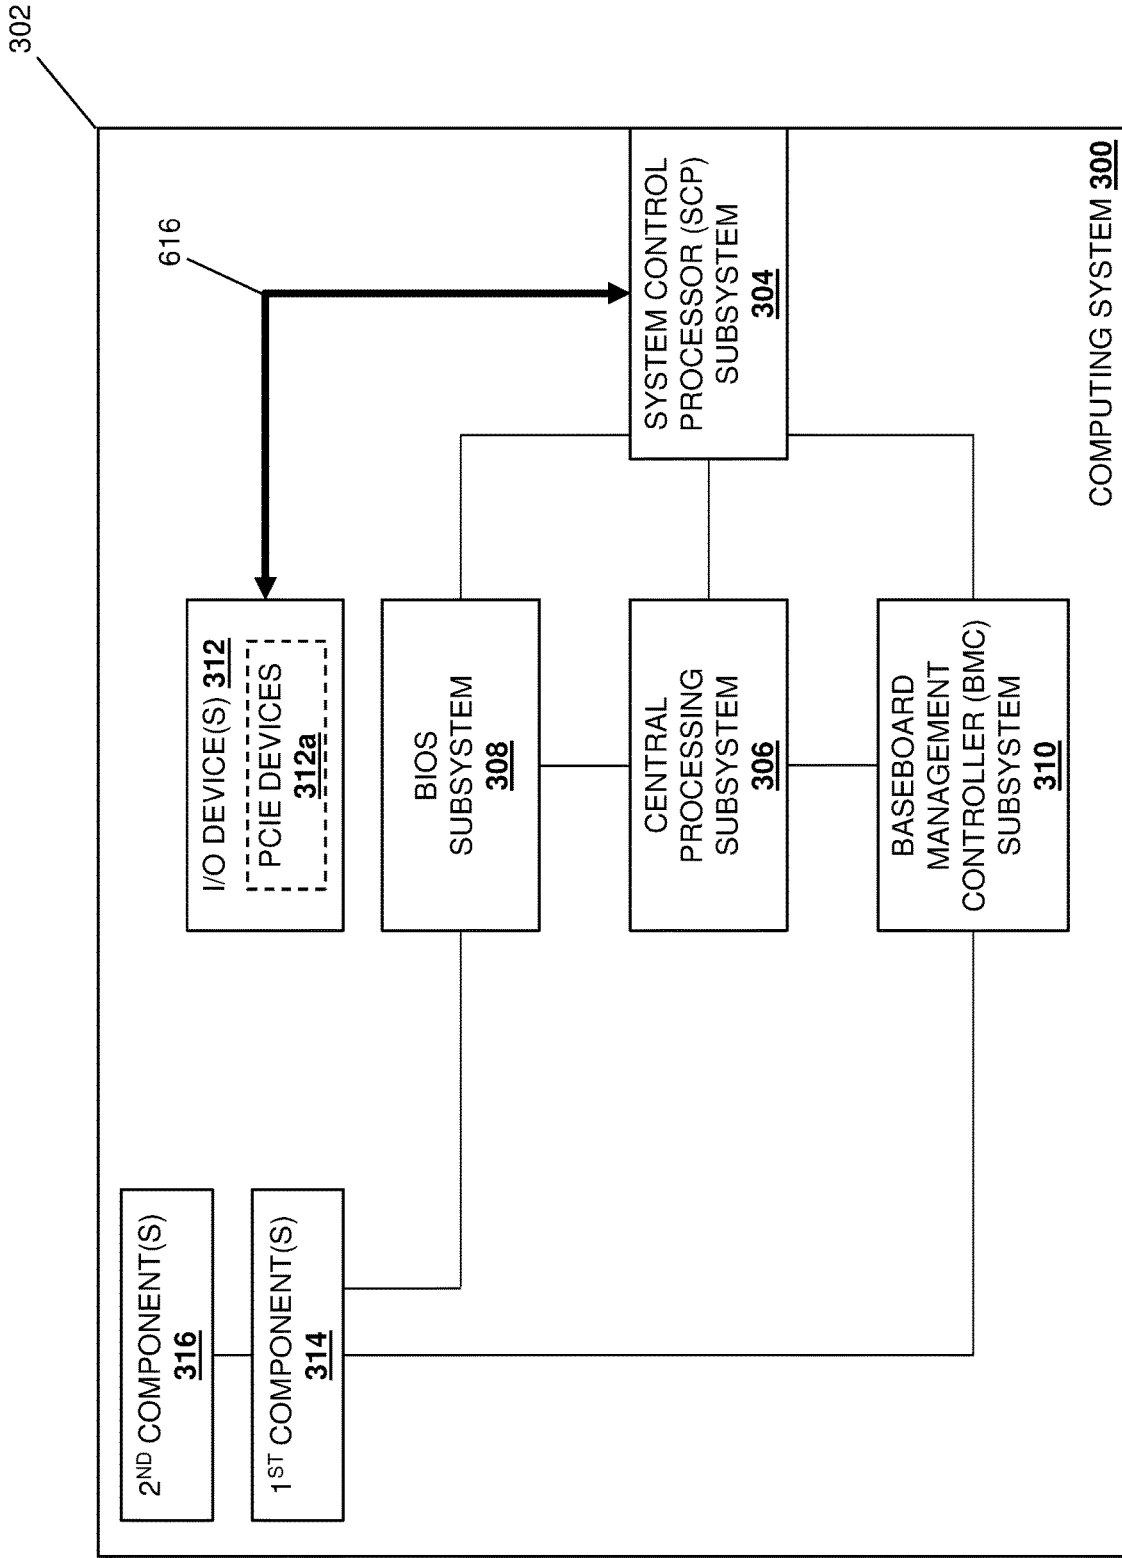 302
616
2ND COMPONENT(S)
316
1ST COMPONENT(S)
314
I/O DEVICE(S) 312
PCIE DEVICES
312a
BIOS
SUBSYSTEM
308
CENTRAL
PROCESSING
SUBSYSTEM
306
BASEBOARD
MANAGEMENT
CONTROLLER (BMC)
SUBSYSTEM
310
SYSTEM CONTROL
PROCESSOR (SCP)
SUBSYSTEM
304
COMPUTING SYSTEM 300